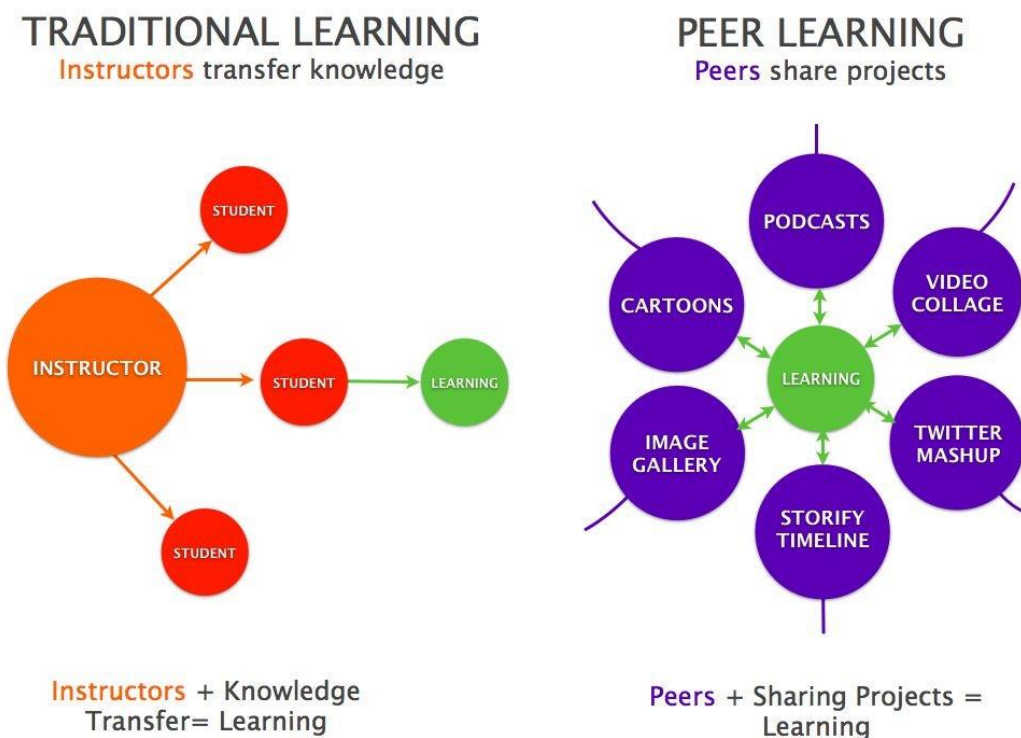 TRADITIONAL LEARNING
Instructors transfer knowledge
STUDENT
INSTRUCTOR
STUDENT
LEARNING
STUDENT
Instructors + Knowledge
Transfer= Learning
PEER LEARNING
Peers share projects
PODCASTS
CARTOONS
VIDEO
COLLAGE
LEARNING
IMAGE
GALLERY
TWITTER
MASHUP
STORIFY
TIMELINE
Peers + Sharing Projects =
Learning